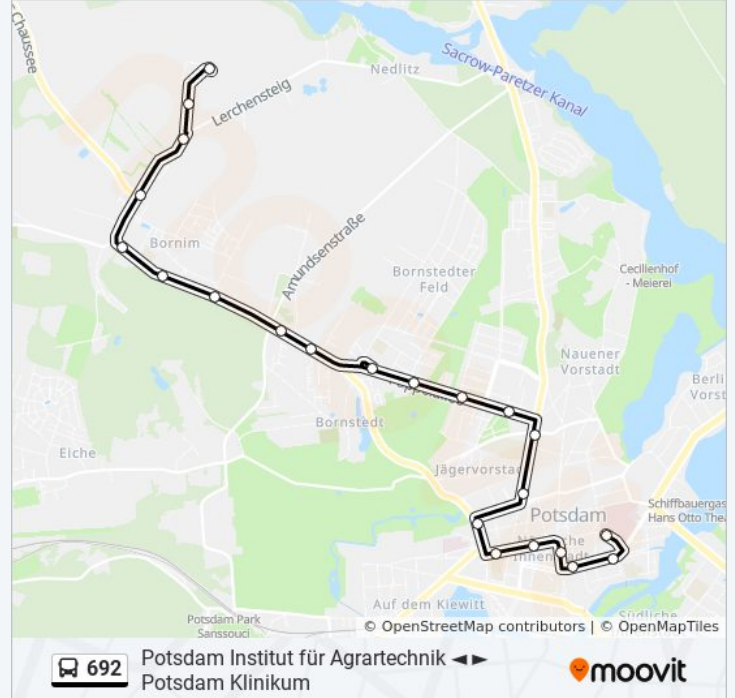 Chaussee
Sacrow-Paretzer Kanal
Nedlitz
Lerchensteig
Amundsenstraße
Bornim
Bornstedter
Feld
Cecilienhof
- Meierei
Nauener
Vorstadt
Berli
Vorst
Bornstedt
Eiche
Jägervorstad
Potsdam
Schiffbauergas
Hans Otto Thea
Innenstadt
Auf dem Kiewitt
Potsdam Park
Sanssouci
Südliche
© OpenStreetMap contributors | © OpenMapTiles
692
Potsdam Institut für Agrartechnik ◄ ►
Potsdam Klinikum
moovit